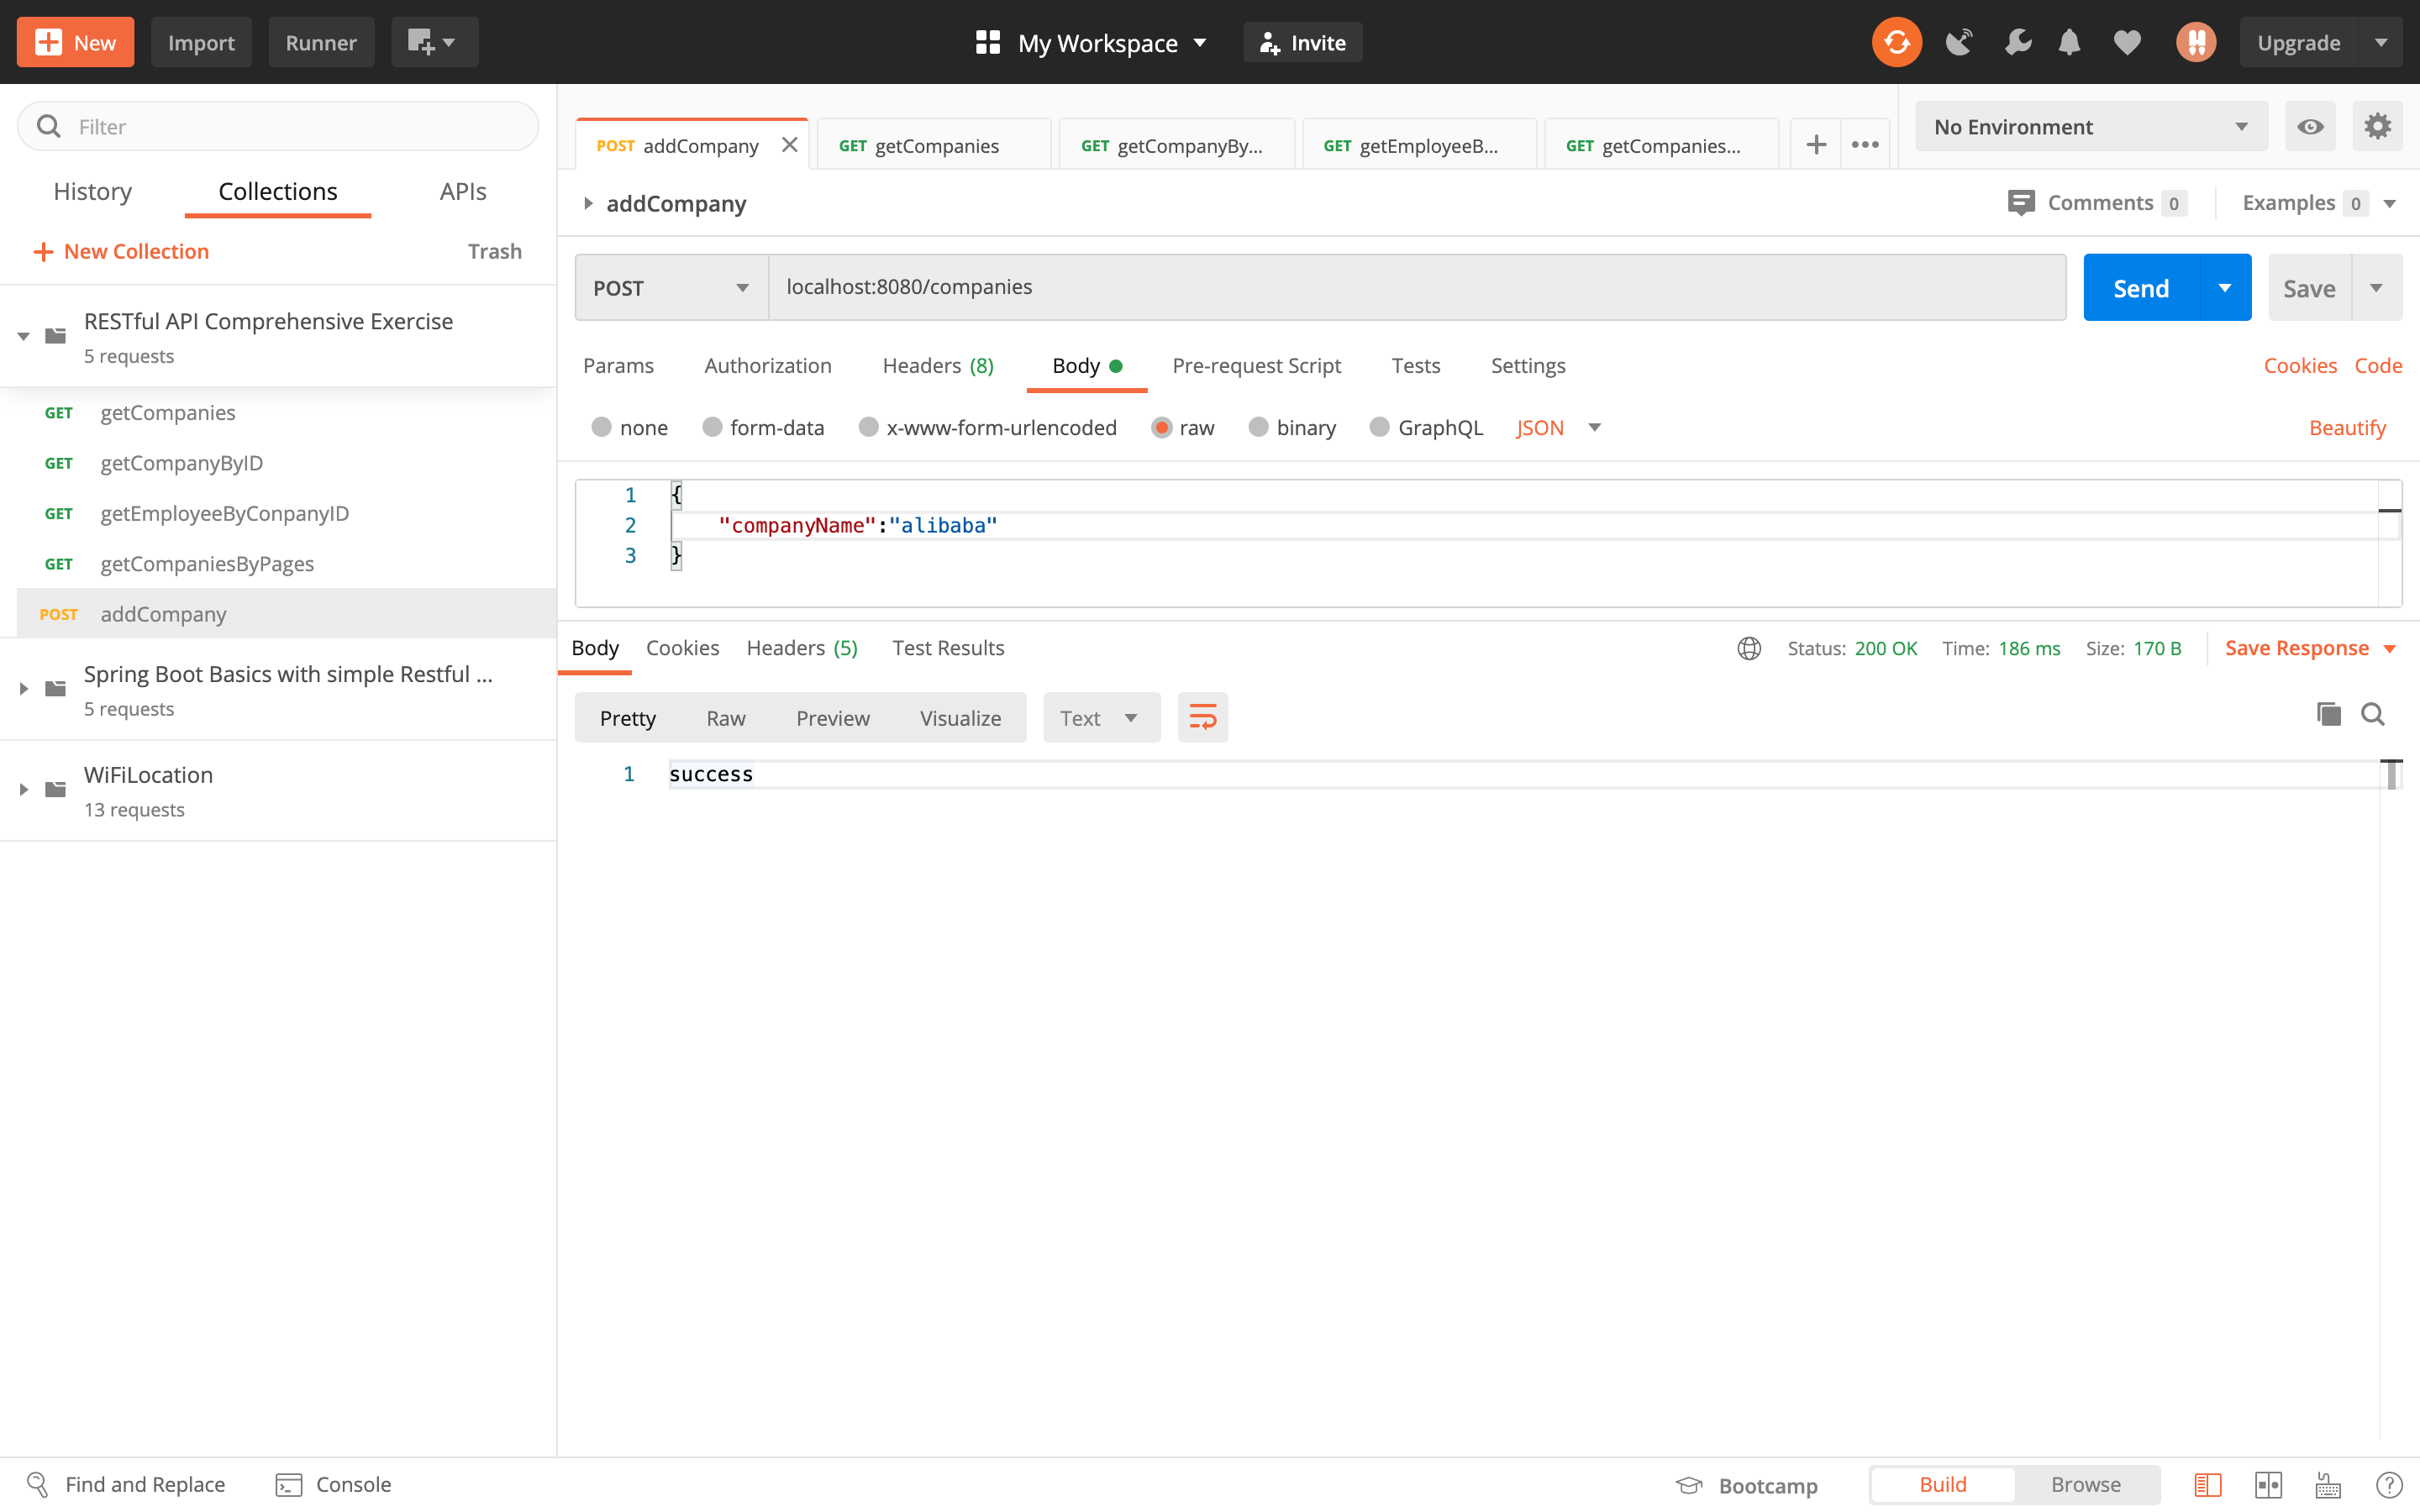 New Import Runner My Workspace Invite Upgrade
Filter
History Collections APIs
New Collection Trash
RESTful API Comprehensive Exercise
5 requests
GET getCompanies
GET getCompanyByID
GET getEmployeeByConpanyID
GET getCompaniesByPages
POST addCompany
Spring Boot Basics with simple Restful ...
5 requests
WiFiLocation
13 requests
POST addCompany GET getCompanies GET getCompanyBy... GET getEmployeeB... GET getCompanies... No Environment
addCompany Comments 0 Examples 0
POST localhost:8080/companies Send Save
Params Authorization Headers (8) Body Pre-request Script Tests Settings Cookies Code
none form-data x-www-form-urlencoded raw binary GraphQL JSON Beautify
1 {
2 "companyName":"alibaba"
3 }
Body Cookies Headers (5) Test Results Status: 200 OK Time: 186 ms Size: 170 B Save Response
Pretty Raw Preview Visualize Text
1 success
Find and Replace Console Bootcamp Build Browse